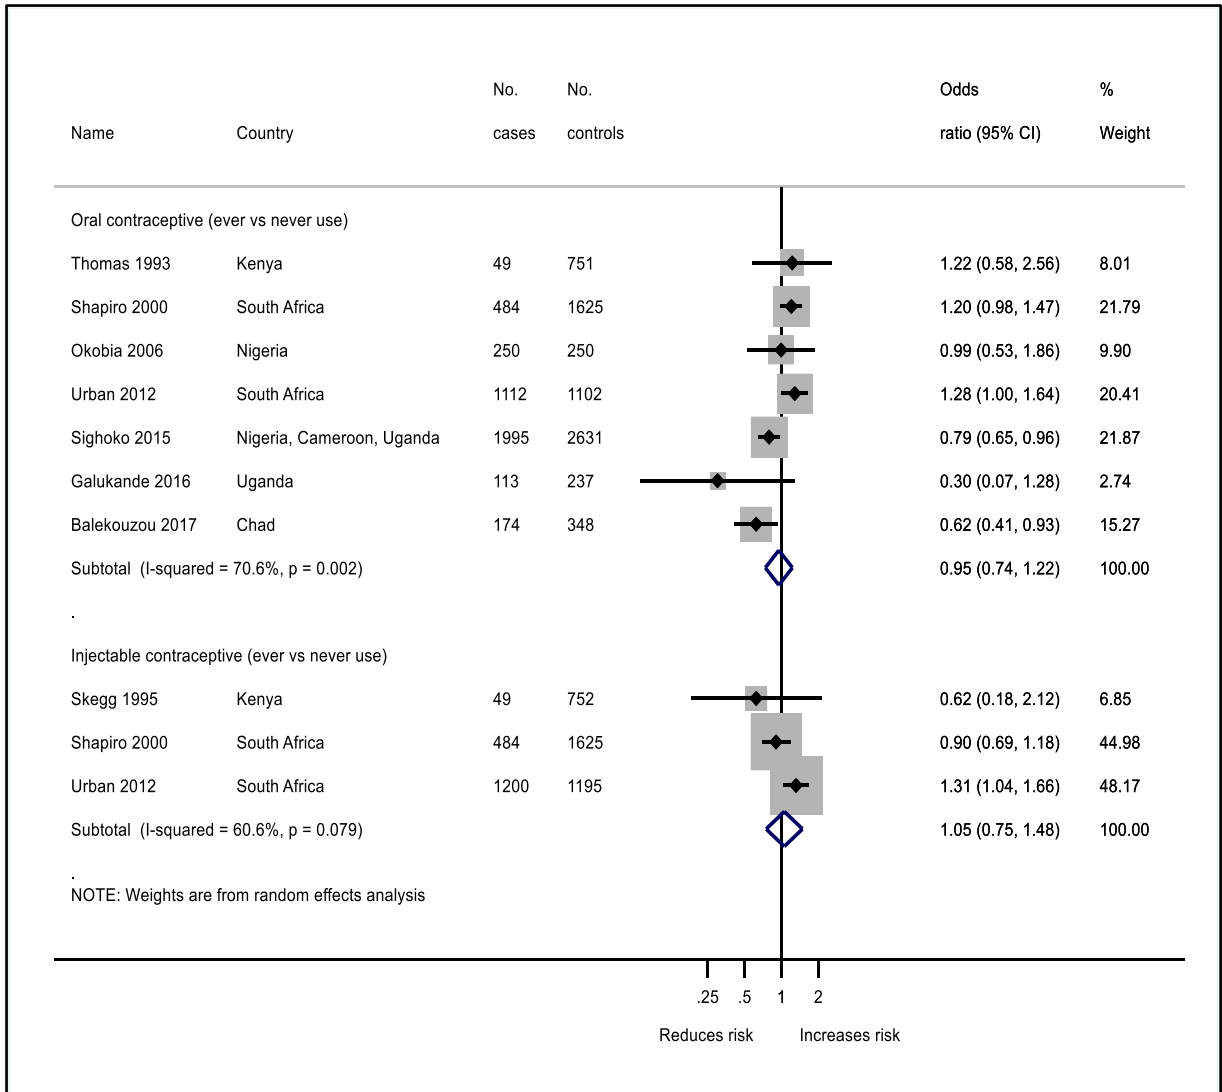 No. No. Odds %
Name Country cases controls ratio (95% CI) Weight
Oral contraceptive (ever vs never use)
Thomas 1993 Kenya 49 751 1.22 (0.58, 2.56) 8.01
Shapiro 2000 South Africa 484 1625 1.20 (0.98, 1.47) 21.79
Okobia 2006 Nigeria 250 250 0.99 (0.53, 1.86) 9.90
Urban 2012 South Africa 1112 1102 1.28 (1.00, 1.64) 20.41
Sighoko 2015 Nigeria, Cameroon, Uganda 1995 2631 0.79 (0.65, 0.96) 21.87
Galukande 2016 Uganda 113 237 0.30 (0.07, 1.28) 2.74
Balekouzou 2017 Chad 174 348 0.62 (0.41, 0.93) 15.27
Subtotal (I-squared = 70.6%, p = 0.002) 0.95 (0.74, 1.22) 100.00
.
Injectable contraceptive (ever vs never use)
Skegg 1995 Kenya 49 752 0.62 (0.18, 2.12) 6.85
Shapiro 2000 South Africa 484 1625 0.90 (0.69, 1.18) 44.98
Urban 2012 South Africa 1200 1195 1.31 (1.04, 1.66) 48.17
Subtotal (I-squared = 60.6%, p = 0.079) 1.05 (0.75, 1.48) 100.00
.
NOTE: Weights are from random effects analysis
.25 .5 1 2
Reduces risk Increases risk